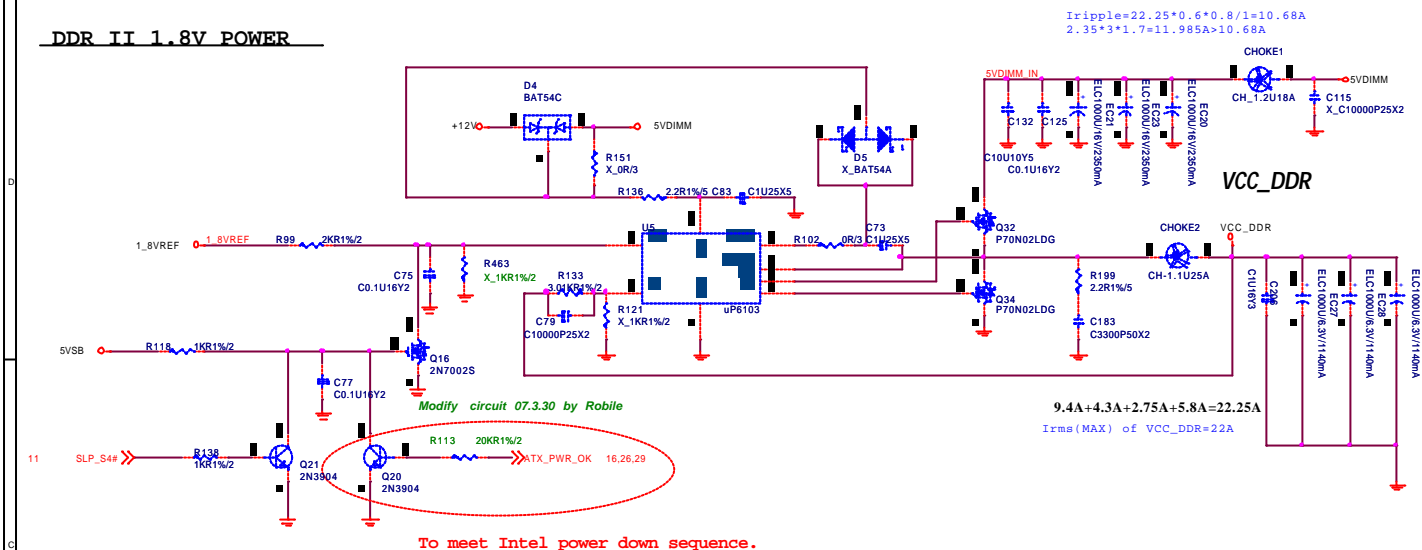 Iripple=22.25*0.6*0.8/1=10.68A
2.35*3*1.7=11.985A>10.68A
DDR II 1.8V POWER
CHOKE1
5VDIMM_IN
5VDIMM
CH_1.2U18A
C115
X_C10000P25X2
D4
BAT54C
+12V
5VDIMM
C132
C125
ELC1000U/16V/2350mA
EC21
ELC1000U/16V/2350mA
EC23
ELC1000U/16V/2350mA
EC20
C10U10Y5
C0.1U16Y2
R151
X_0R/3
D5
X_BAT54A
D
VCC_DDR
R136
2.2R1%/5
C83
C1U25X5
U5
1_8VREF
1_8VREF
R99
2KR1%/2
R102
0R/3
C73
C1U25X5
Q32
P70N02LDG
CHOKE2
VCC_DDR
CH-1.1U25A
C75
C0.1U16Y2
R463
X_1KR1%/2
R133
3.01KR1%/2
R121
X_1KR1%/2
C79
C10000P25X2
uP6103
Q34
P70N02LDG
R199
2.2R1%/5
C183
C3300P50X2
C1U16Y3
ELC1000U/6.3V/1140mA
EC27
ELC1000U/6.3V/1140mA
EC28
ELC1000U/6.3V/1140mA
5VSB
R118
1KR1%/2
Q16
2N7002S
C77
C0.1U16Y2
Modify circuit 07.3.30 by Robile
9.4A+4.3A+2.75A+5.8A=22.25A
Irms(MAX) of VCC_DDR=22A
11
SLP_S4#
R138
1KR1%/2
Q21
2N3904
Q20
2N3904
R113
20KR1%/2
ATX_PWR_OK
16,26,29
To meet Intel power down sequence.
C